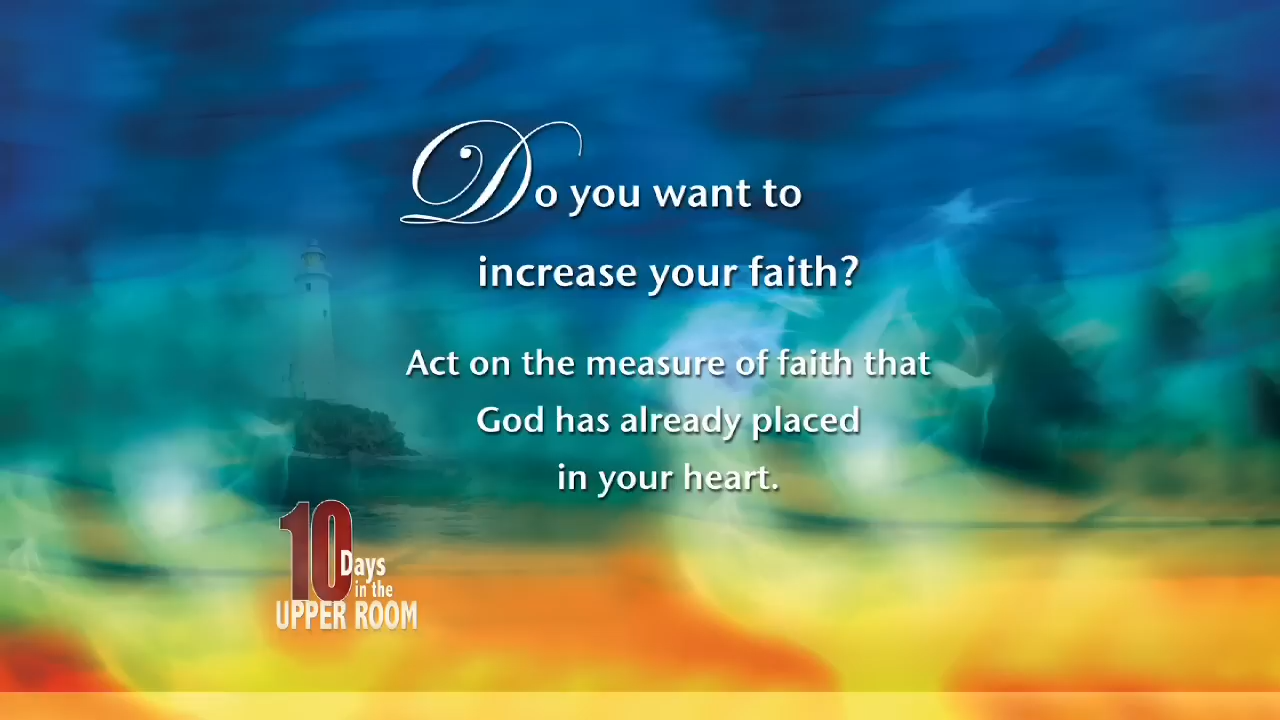 Do you want to
increase your faith?
Act on the measure of faith that
God has already placed
in your heart.
10
Days
in the
UPPER ROOM